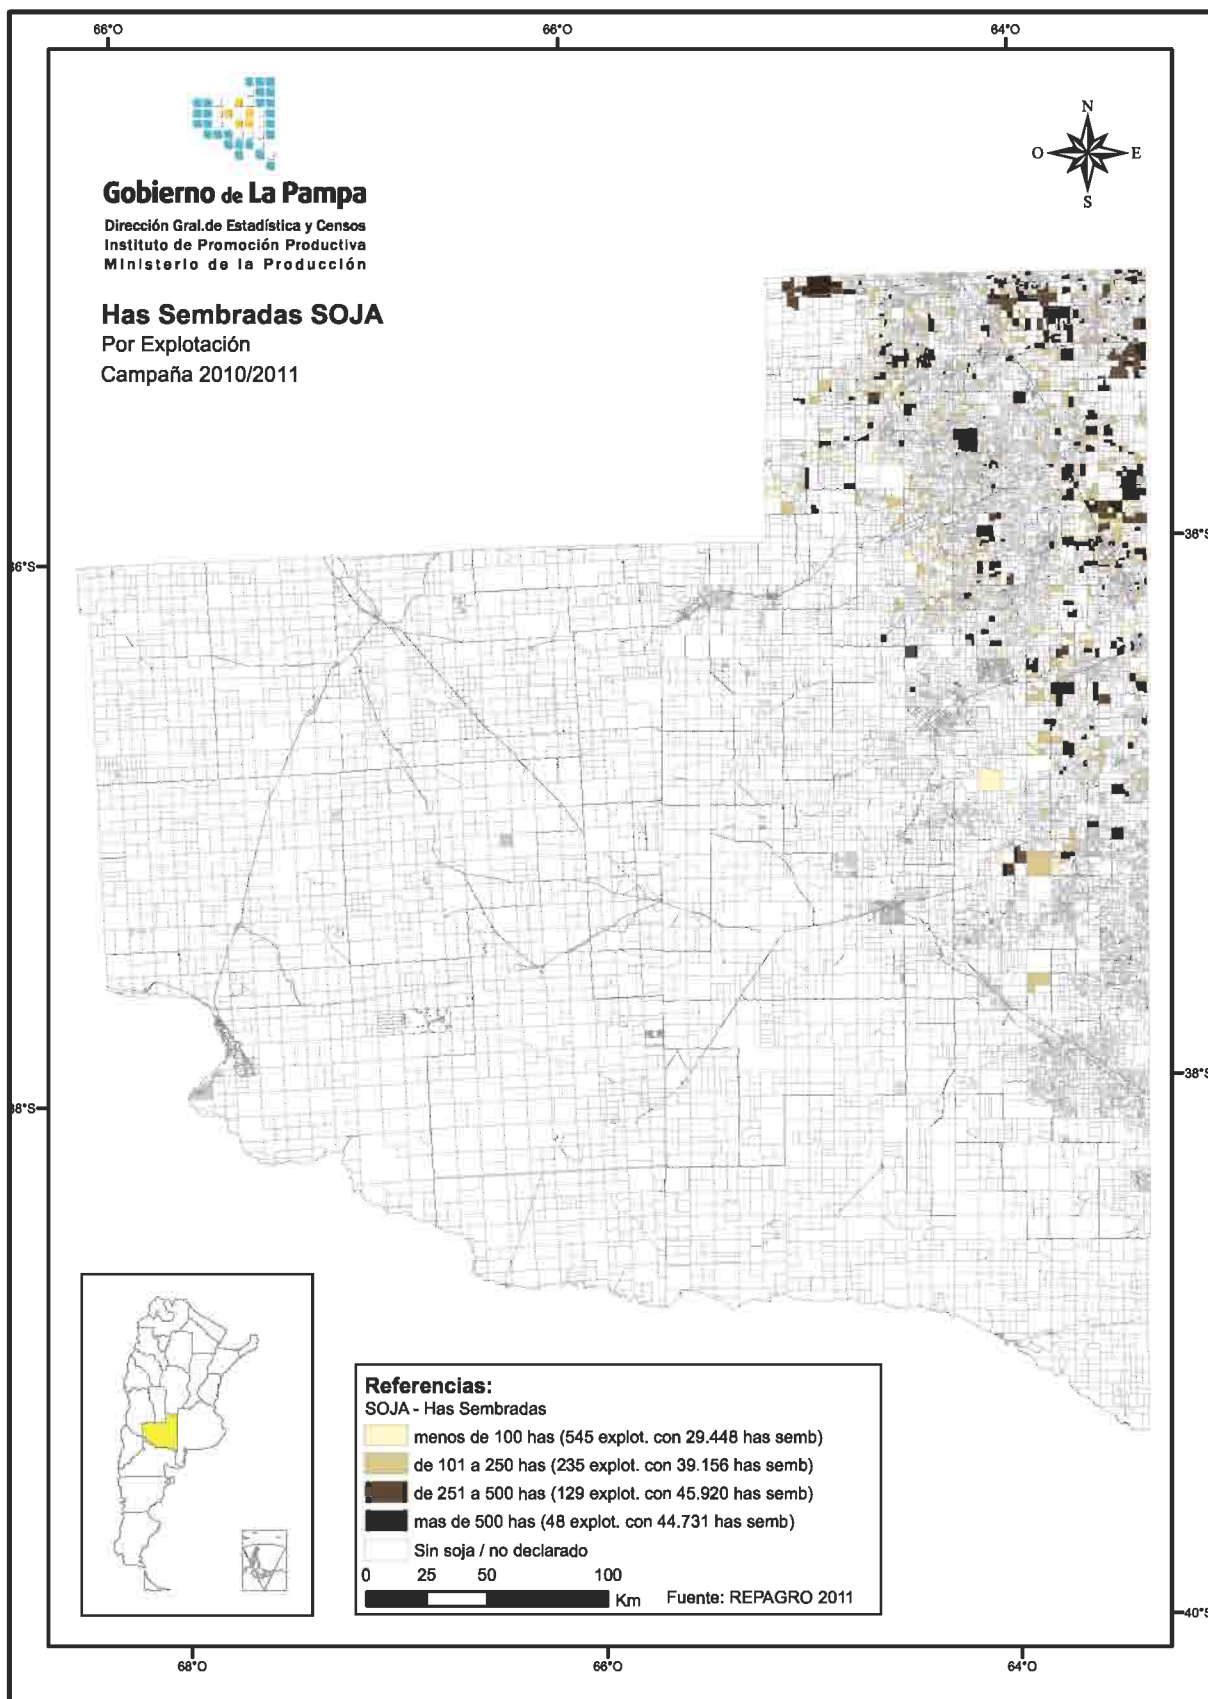 66°O 66°O 64°O
N
O E
S
Gobierno de La Pampa
Dirección Gral.de Estadística y Censos
Instituto de Promoción Productiva
Ministerio de la Producción
Has Sembradas SOJA
Por Explotación
Campaña 2010/2011
36°S
36°S
38°S
38°S
Referencias:
SOJA - Has Sembradas
menos de 100 has (545 explot. con 29.448 has semb)
de 101 a 250 has (235 explot. con 39.156 has semb)
de 251 a 500 has (129 explot. con 45.920 has semb)
mas de 500 has (48 explot. con 44.731 has semb)
Sin soja / no declarado
0 25 50 100
Km
Fuente: REPAGRO 2011
40°S
68°O 66°O 64°O